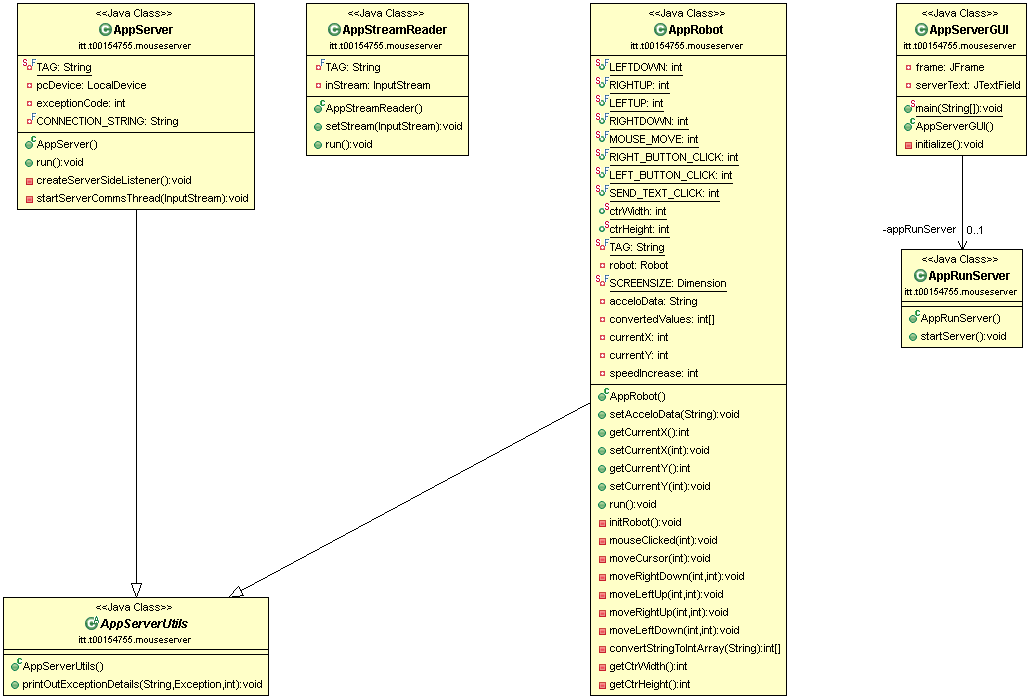 <<Java Class>>
AppServer
itt.t00154755.mouseserver
TAG: String
pcDevice: LocalDevice
exceptionCode: int
CONNECTION_STRING: String
AppServer()
run():void
createServerSideListener():void
startServerCommsThread(InputStream):void
<<Java Class>>
AppStreamReader
itt.t00154755.mouseserver
TAG: String
inStream: InputStream
AppStreamReader()
setStream(InputStream):void
run():void
<<Java Class>>
AppRobot
itt.t00154755.mouseserver
LEFTDOWN: int
RIGHTUP: int
LEFTUP: int
RIGHTDOWN: int
MOUSE_MOVE: int
RIGHT_BUTTON_CLICK: int
LEFT_BUTTON_CLICK: int
SEND_TEXT_CLICK: int
ctrWidth: int
ctrHeight: int
TAG: String
robot: Robot
SCREENSIZE: Dimension
acceloData: String
convertedValues: int[]
currentX: int
currentY: int
speedIncrease: int
AppRobot()
setAcceloData(String):void
getCurrentX():int
setCurrentX(int):void
getCurrentY():int
setCurrentY(int):void
run():void
initRobot():void
mouseClicked(int):void
moveCursor(int):void
moveRightDown(int,int):void
moveLeftUp(int,int):void
moveRightUp(int,int):void
moveLeftDown(int,int):void
convertStringToIntArray(String):int[]
getCtrWidth():int
getCtrHeight():int
<<Java Class>>
AppServerGUI
itt.t00154755.mouseserver
frame: JFrame
serverText: JTextField
main(String[]):void
AppServerGUI()
initialize():void
-appRunServer 0..1
<<Java Class>>
AppRunServer
itt.t00154755.mouseserver
AppRunServer()
startServer():void
<<Java Class>>
AppServerUtils
itt.t00154755.mouseserver
AppServerUtils()
printOutExceptionDetails(String,Exception,int):void